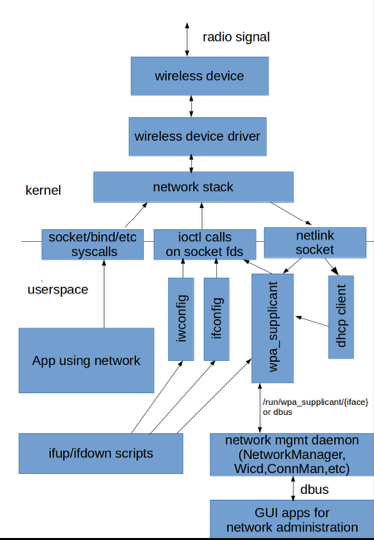 radio signal
wireless device
wireless device driver
network stack
kernel
socket/bind/etc
syscalls
ioctl calls
on socket fds
netlink
socket
userspace
iwconfig
ifconfig
wpa_supplicant
dhcp client
App using network
/run/wpa_supplicant/{iface}
or dbus
ifup/ifdown scripts
network mgmt daemon
(NetworkManager,
Wicd,ConnMan,etc)
dbus
GUI apps for
network administration